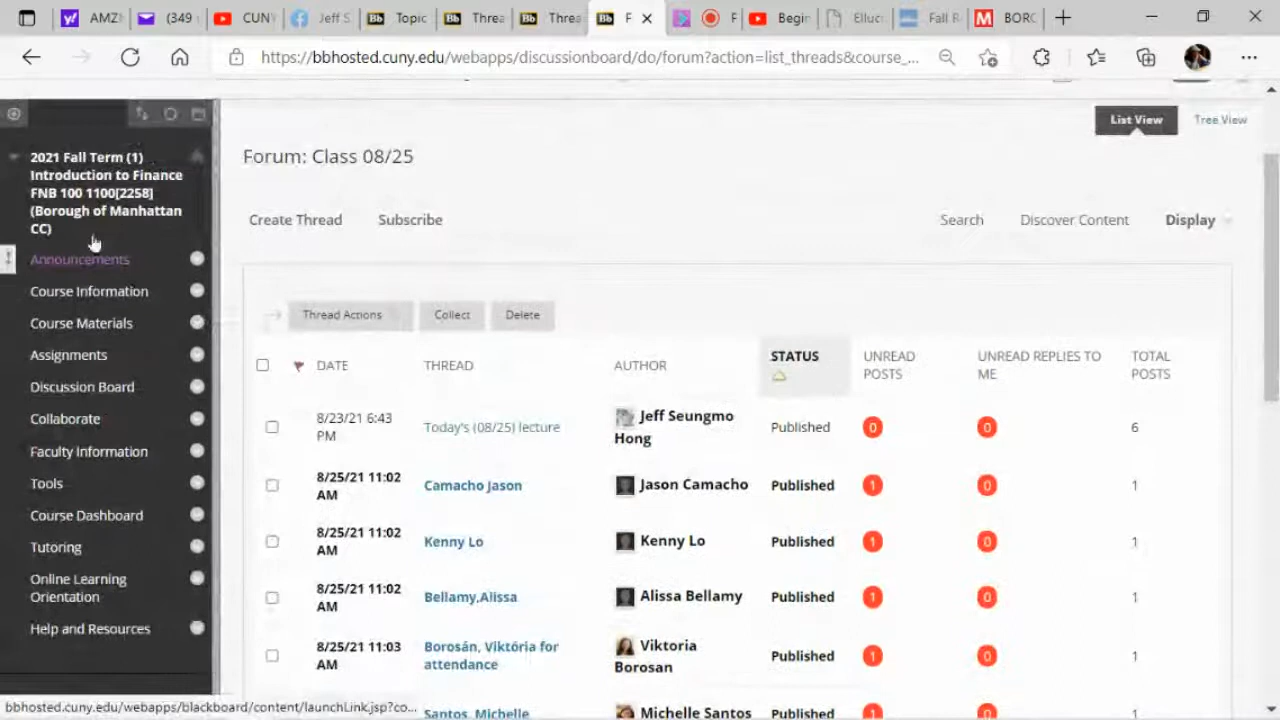 AMZ
(349
CUN
Jeff S
Bb Topic
Bb Threa
Bb Threa
Bb F
Begin
Elluc
Fall R
M BORC
https://bbhosted.cuny.edu/webapps/discussionboard/do/forum?action=list_threads&course_...
List View
Tree View
2021 Fall Term (1)
Introduction to Finance
FNB 100 1100[2258]
(Borough of Manhattan
CC)
Announcements
Course Information
Course Materials
Assignments
Discussion Board
Collaborate
Faculty Information
Tools
Course Dashboard
Tutoring
Online Learning
Orientation
Help and Resources
Forum: Class 08/25
Create Thread Subscribe
Search Discover Content Display
Thread Actions Collect Delete
DATE THREAD AUTHOR STATUS UNREAD POSTS UNREAD REPLIES TO ME TOTAL POSTS
8/23/21 6:43 PM Today's (08/25) lecture Jeff Seungmo Hong Published 0 0 6
8/25/21 11:02 AM Camacho Jason Jason Camacho Published 1 0 1
8/25/21 11:02 AM Kenny Lo Kenny Lo Published 1 0 1
8/25/21 11:02 AM Bellamy,Alissa Alissa Bellamy Published 1 0 1
8/25/21 11:03 AM Borosán, Viktória for attendance Viktoria Borosan Published 1 0 1
Santos, Michelle Michelle Santos Published 1 0 1
bbhosted.cuny.edu/webapps/blackboard/content/launchLink.jsp?co...